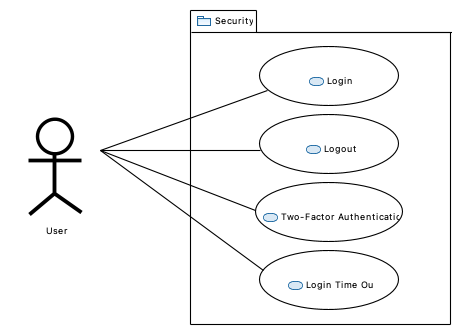 Security
Login
Logout
Two-Factor Authenticatic
User
Login Time Ou